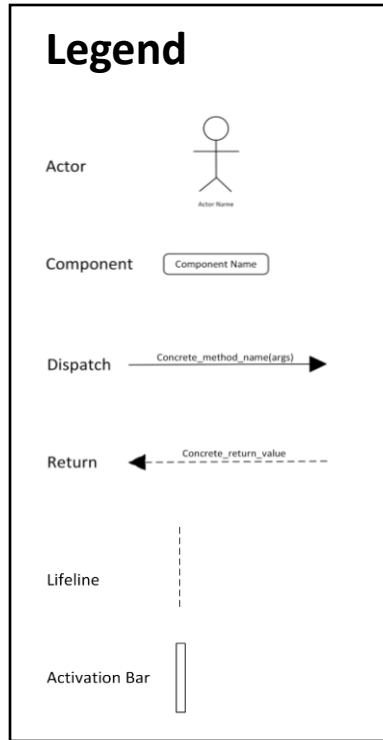 Legend
Actor
Actor Name
Component
Component Name
Dispatch
Concrete_method_name(args)
Return
Concrete_return_value
Lifeline
Activation Bar